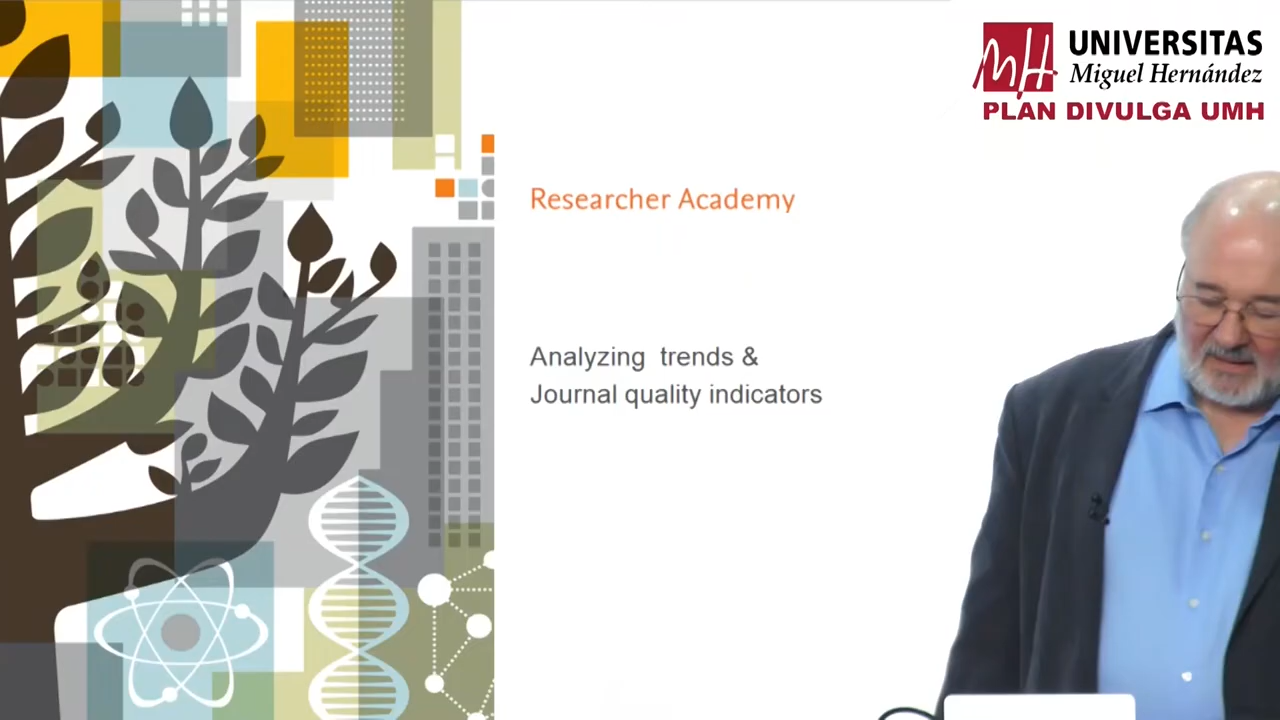 UNIVERSITAS
Miguel Hernández
PLAN DIVULGA UMH
Researcher Academy
Analyzing trends &
Journal quality indicators